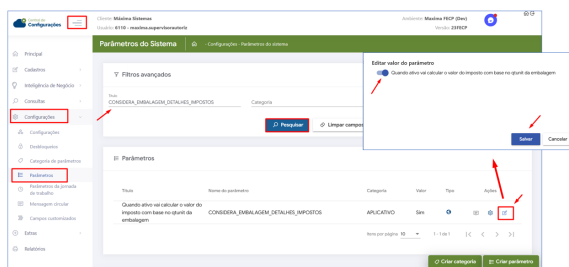 Central de
Configurações
Cliente: Máxima Sistemas
Usuário: 6116 - maxima.supervisorautoriz
Ambiente: Maxima FECP (Dev)
Versão: 23FECP
Parâmetros do Sistema
Configurações - Parâmetros do sistema
Principal
Cadastros
Inteligência de Negócio
Consultas
Configurações
Configurações
Desbloqueios
Categoria de parâmetros
Parâmetros
Parâmetros de jornada
de trabalho
Mensagem circular
Campos customizados
Extras
Relatórios
Filtros avançados
Título
CONSIDERA_EMBALAGEM_DETALHES_IMPOSTOS
Categoria
Pesquisar
Limpar campos
Editar valor do parâmetro
Quando ativo vai calcular o valor do imposto com base no qtunit da embalagem
Salvar
Cancelar
Parâmetros
Título
Nome do parâmetro
Categoria
Valor
Tipo
Ações
Quando ativo vai calcular o valor do
imposto com base no qtunit da
embalagem
CONSIDERA_EMBALAGEM_DETALHES_IMPOSTOS
APLICATIVO
Sim
Itens por página 10
1 - 1 de 1
Criar categoria
Criar parâmetro